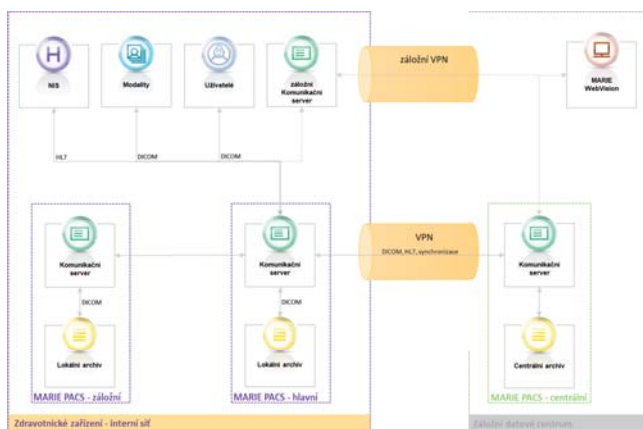 NIS
Modality
Uživatelé
záložní
Komunikační
server
záložní VPN
MARIE
WebVision
HL7
DICOM
DICOM
Komunikační
server
Komunikační
server
VPN
DICOM, HL7, synchronizace
Komunikační
server
DICOM
DICOM
Lokální archiv
Lokální archiv
Centrální archiv
MARIE PACS - záložní
MARIE PACS - hlavní
MARIE PACS - centrální
Zdravotnické zařízení - interní síť
Záložní datové centrum